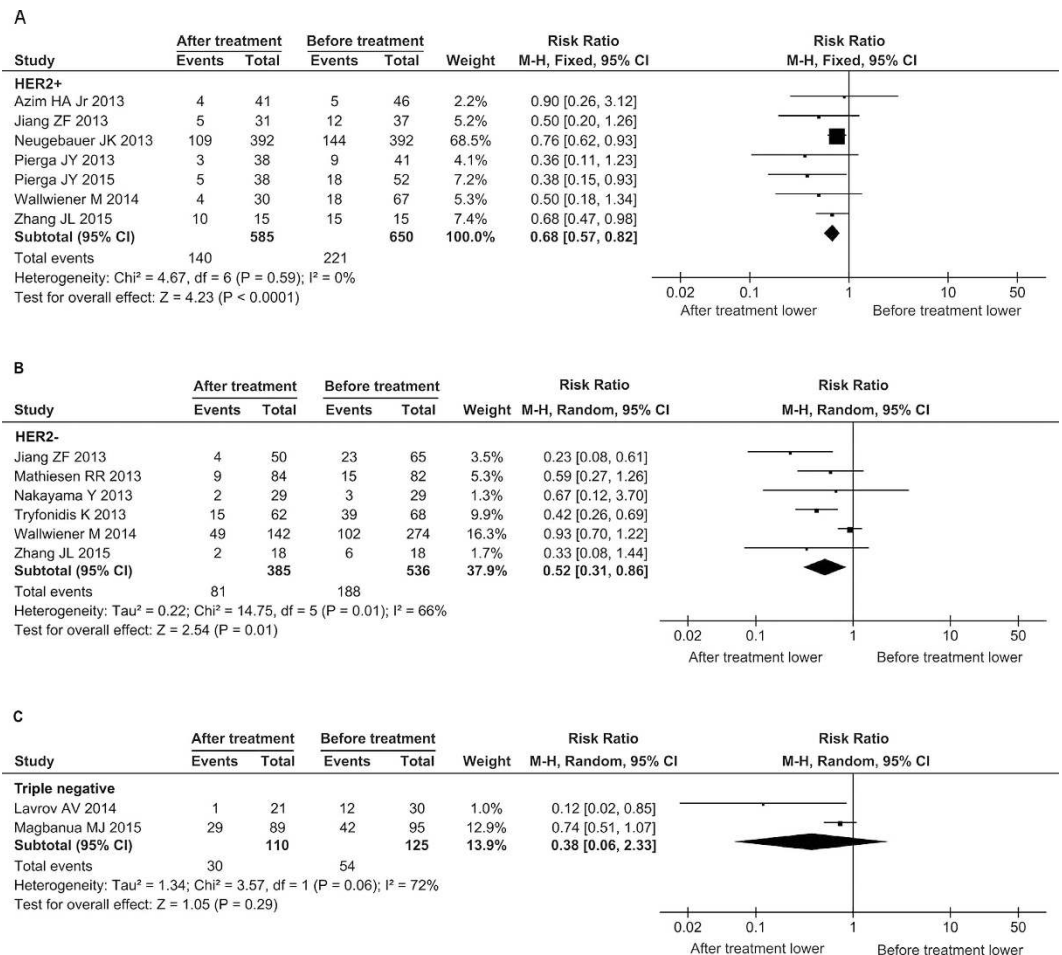 A
After treatment Before treatment Risk Ratio Risk Ratio
Study Events Total Events Total Weight M-H, Fixed, 95% CI M-H, Fixed, 95% CI
HER2+
Azim HA Jr 2013 4 41 5 46 2.2% 0.90 [0.26, 3.12]
Jiang ZF 2013 5 31 12 37 5.2% 0.50 [0.20, 1.26]
Neugebauer JK 2013 109 392 144 392 68.5% 0.76 [0.62, 0.93]
Pierga JY 2013 3 38 9 41 4.1% 0.36 [0.11, 1.23]
Pierga JY 2015 5 38 18 52 7.2% 0.38 [0.15, 0.93]
Wallwiener M 2014 4 30 18 67 5.3% 0.50 [0.18, 1.34]
Zhang JL 2015 10 15 15 15 7.4% 0.68 [0.47, 0.98]
Subtotal (95% CI) 585 650 100.0% 0.68 [0.57, 0.82]
Total events 140 221
Heterogeneity: Chi² = 4.67, df = 6 (P = 0.59); I² = 0%
Test for overall effect: Z = 4.23 (P < 0.0001)
0.02 0.1 1 10 50
After treatment lower Before treatment lower
B
After treatment Before treatment Risk Ratio Risk Ratio
Study Events Total Events Total Weight M-H, Random, 95% CI M-H, Random, 95% CI
HER2-
Jiang ZF 2013 4 50 23 65 3.5% 0.23 [0.08, 0.61]
Mathiesen RR 2013 9 84 15 82 5.3% 0.59 [0.27, 1.26]
Nakayama Y 2013 2 29 3 29 1.3% 0.67 [0.12, 3.70]
Tryfonidis K 2013 15 62 39 68 9.9% 0.42 [0.26, 0.69]
Wallwiener M 2014 49 142 102 274 16.3% 0.93 [0.70, 1.22]
Zhang JL 2015 2 18 6 18 1.7% 0.33 [0.08, 1.44]
Subtotal (95% CI) 385 536 37.9% 0.52 [0.31, 0.86]
Total events 81 188
Heterogeneity: Tau² = 0.22; Chi² = 14.75, df = 5 (P = 0.01); I² = 66%
Test for overall effect: Z = 2.54 (P = 0.01)
0.02 0.1 1 10 50
After treatment lower Before treatment lower
C
After treatment Before treatment Risk Ratio Risk Ratio
Study Events Total Events Total Weight M-H, Random, 95% CI M-H, Random, 95% CI
Triple negative
Lavrov AV 2014 1 21 12 30 1.0% 0.12 [0.02, 0.85]
Magbanua MJ 2015 29 89 42 95 12.9% 0.74 [0.51, 1.07]
Subtotal (95% CI) 110 125 13.9% 0.38 [0.06, 2.33]
Total events 30 54
Heterogeneity: Tau² = 1.34; Chi² = 3.57, df = 1 (P = 0.06); I² = 72%
Test for overall effect: Z = 1.05 (P = 0.29)
0.02 0.1 1 10 50
After treatment lower Before treatment lower